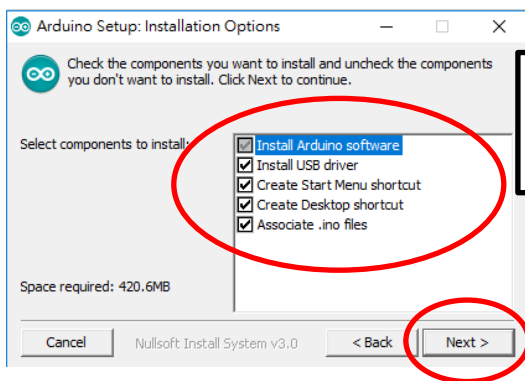 Arduino Setup: Installation Options
Check the components you want to install and uncheck the components
you don't want to install. Click Next to continue.
Select components to install:
Install Arduino software
Install USB driver
Create Start Menu shortcut
Create Desktop shortcut
Associate .ino files
Space required: 420.6MB
Cancel
Nullsoft Install System v3.0
< Back
Next >